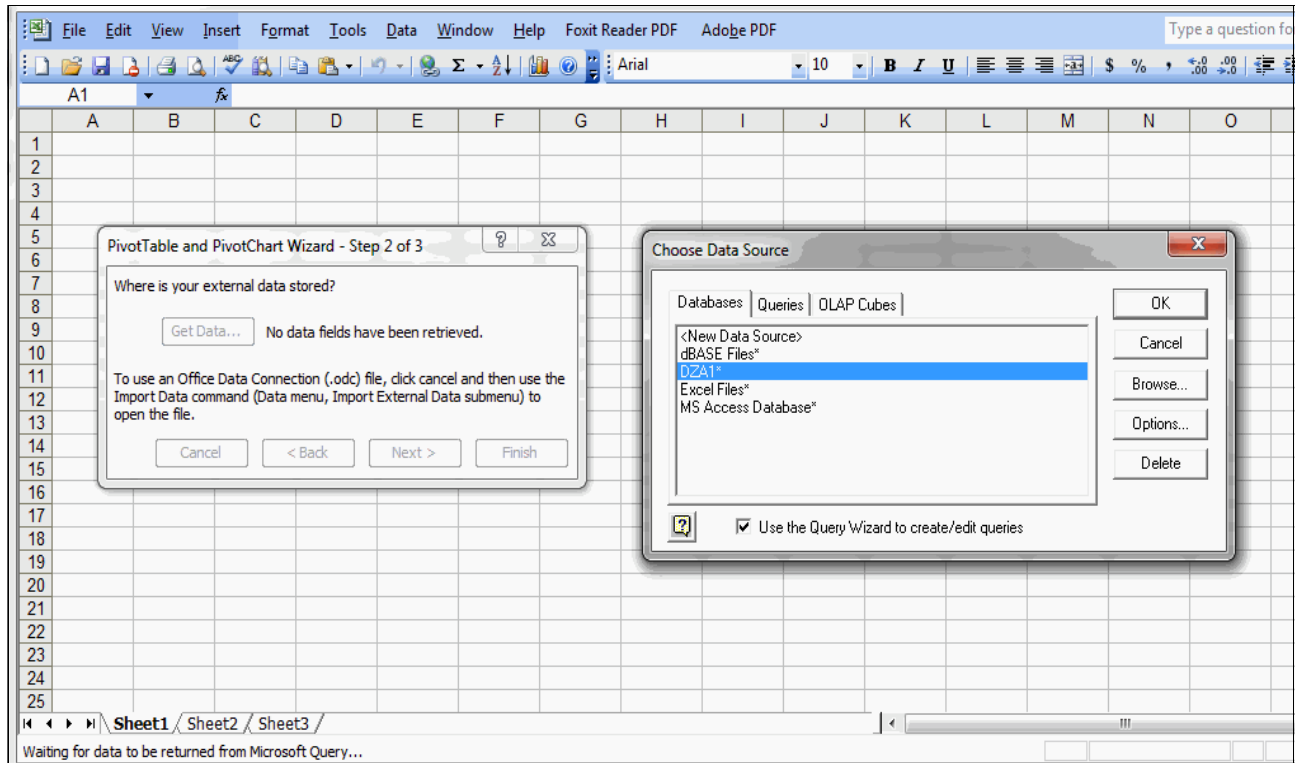 File Edit View Insert Format Tools Data Window Help Foxit Reader PDF Adobe PDF Type a question fo
Arial 10 B I U $ % ,
A1 fx
A B C D E F G H I J K L M N O
1
2
3
4
5
6
7
8
9
10
11
12
13
14
15
16
17
18
19
20
21
22
23
24
25
PivotTable and PivotChart Wizard - Step 2 of 3
Where is your external data stored?
Get Data... No data fields have been retrieved.
To use an Office Data Connection (.odc) file, click cancel and then use the
Import Data command (Data menu, Import External Data submenu) to
open the file.
Cancel < Back Next > Finish
Choose Data Source
Databases Queries OLAP Cubes
<New Data Source>
dBASE Files*
DZA1*
Excel Files*
MS Access Database*
OK
Cancel
Browse...
Options...
Delete
Use the Query Wizard to create/edit queries
Sheet1 Sheet2 Sheet3
Waiting for data to be returned from Microsoft Query...